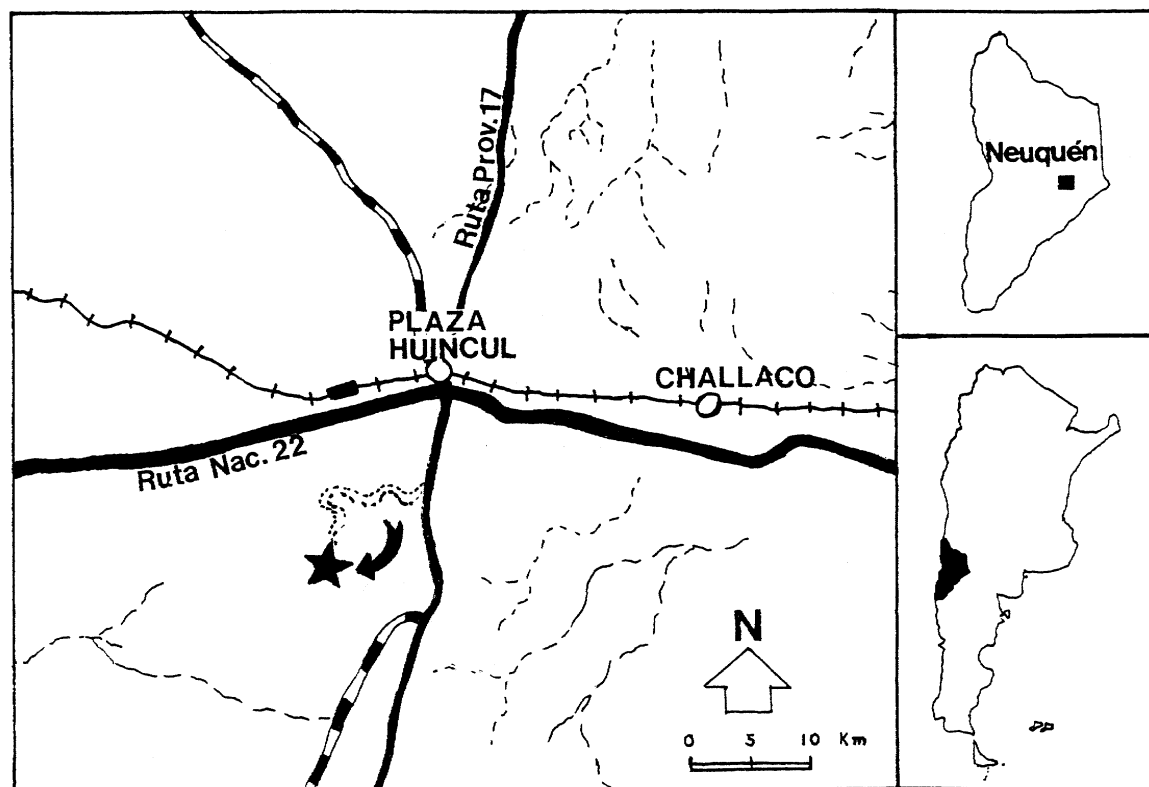 Ruta Prov. 17
PLAZA
HUINCUL
CHALLACO
Ruta Nac. 22
N
0 5 10 Km
Neuquén